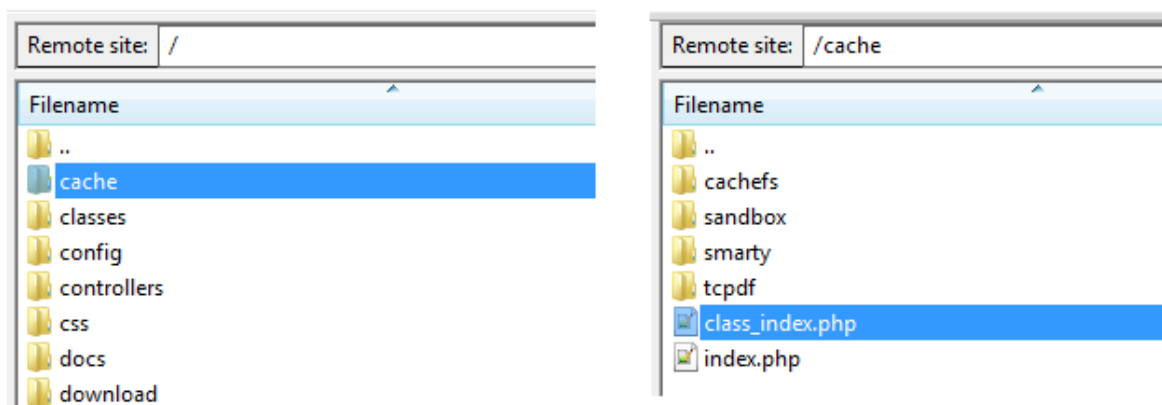 Remote site: /
Filename
..
cache
classes
config
controllers
css
docs
download
Remote site: /cache
Filename
..
cachefs
sandbox
smarty
tcpdf
class_index.php
index.php